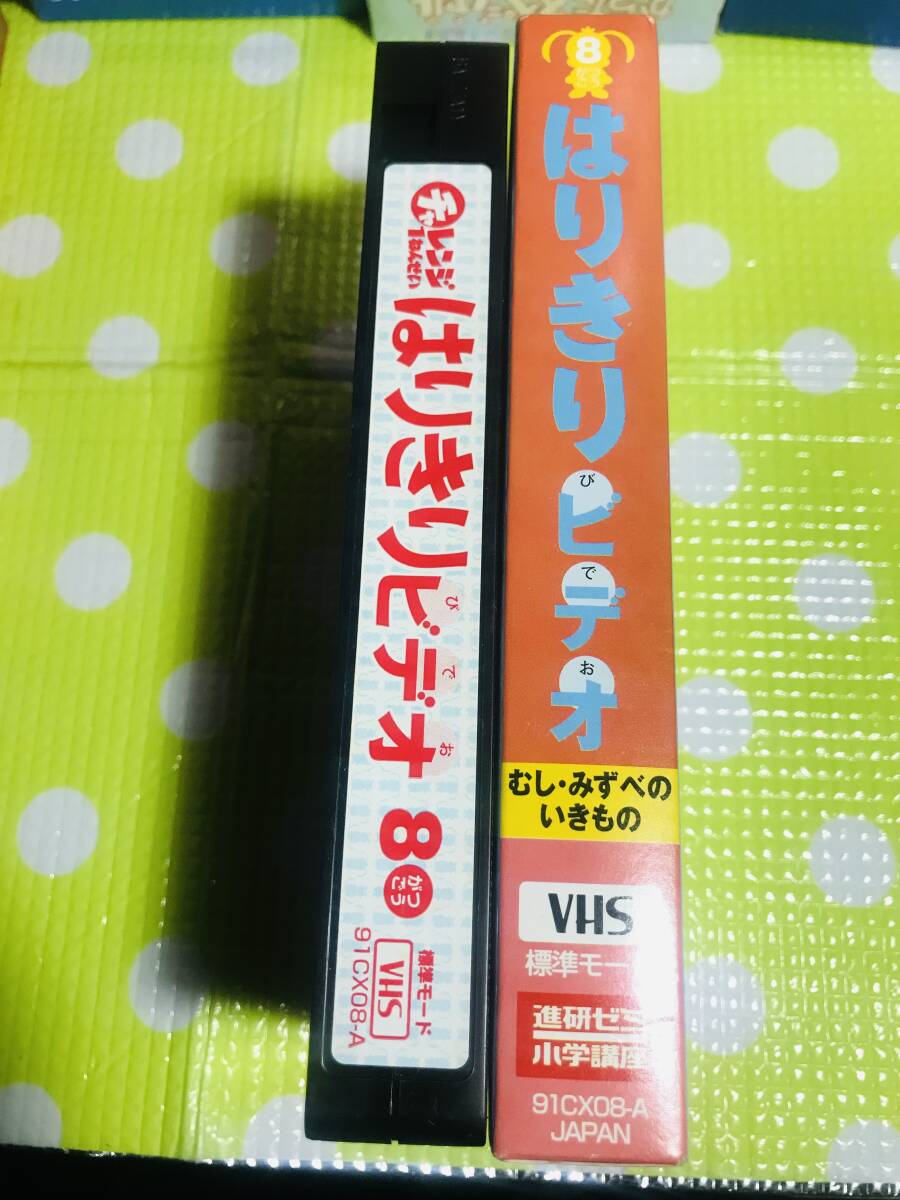 チャレンジ
1ねんせい
はりきりビデオ
びでお
8
がつ
ごう
標準モード
VHS
91CX08-A
8
はりきりビデオ
びでお
むし・みずべの
いきもの
VHS
標準モー
進研ゼミ
小学講座
91CX08-A
JAPAN